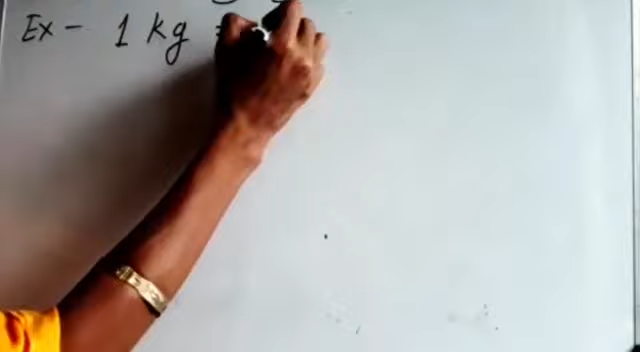 Ex - 1 kg =